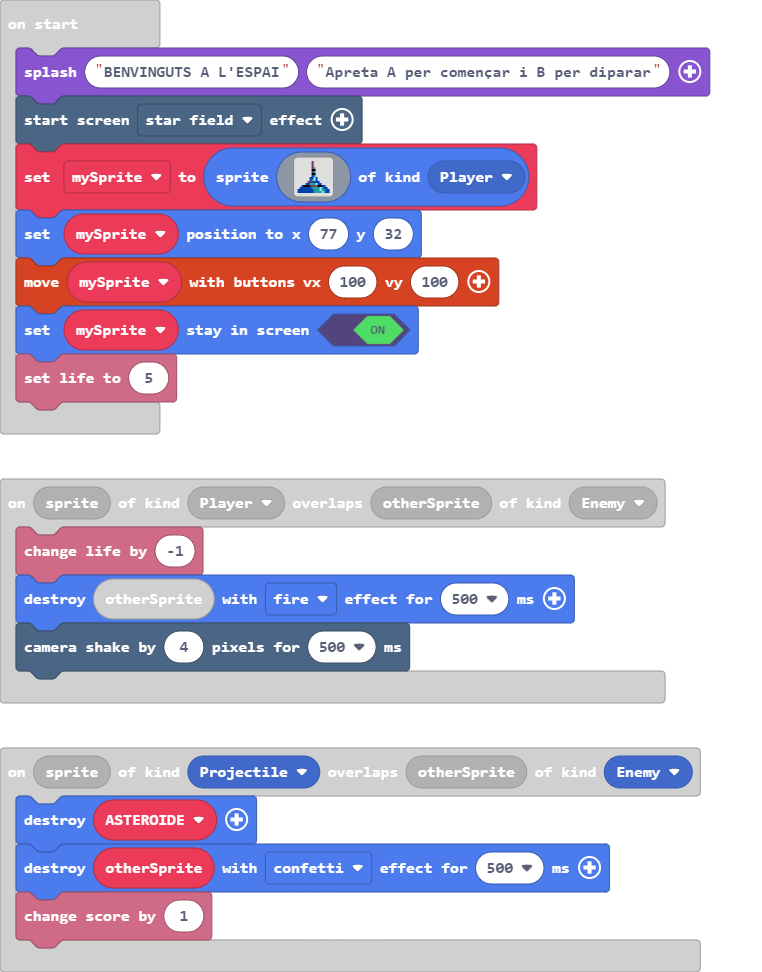 on start
splash "BENVINGUTS A L'ESPAI" "Apreta A per començar i B per diparar"
start screen star field effect
set mySprite to sprite of kind Player
set mySprite position to x 77 y 32
move mySprite with buttons vx 100 vy 100
set mySprite stay in screen ON
set life to 5
on sprite of kind Player overlaps otherSprite of kind Enemy
change life by -1
destroy otherSprite with fire effect for 500 ms
camera shake by 4 pixels for 500 ms
on sprite of kind Projectile overlaps otherSprite of kind Enemy
destroy ASTEROIDE
destroy otherSprite with confetti effect for 500 ms
change score by 1